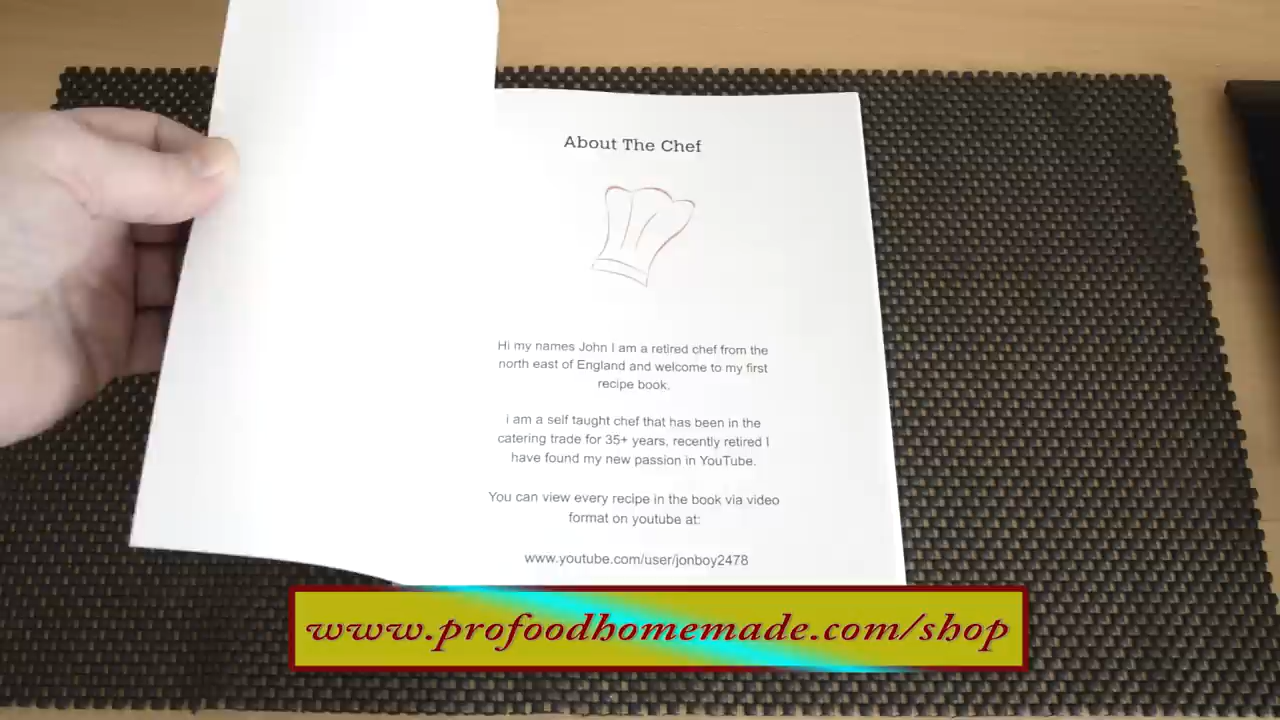 About The Chef
Hi my names John I am a retired chef from the
north east of England and welcome to my first
recipe book.
i am a self taught chef that has been in the
catering trade for 35+ years, recently retired I
have found my new passion in YouTube.
You can view every recipe in the book via video
format on youtube at:
www.youtube.com/user/jonboy2478
www.profoodhomemade.com/shop